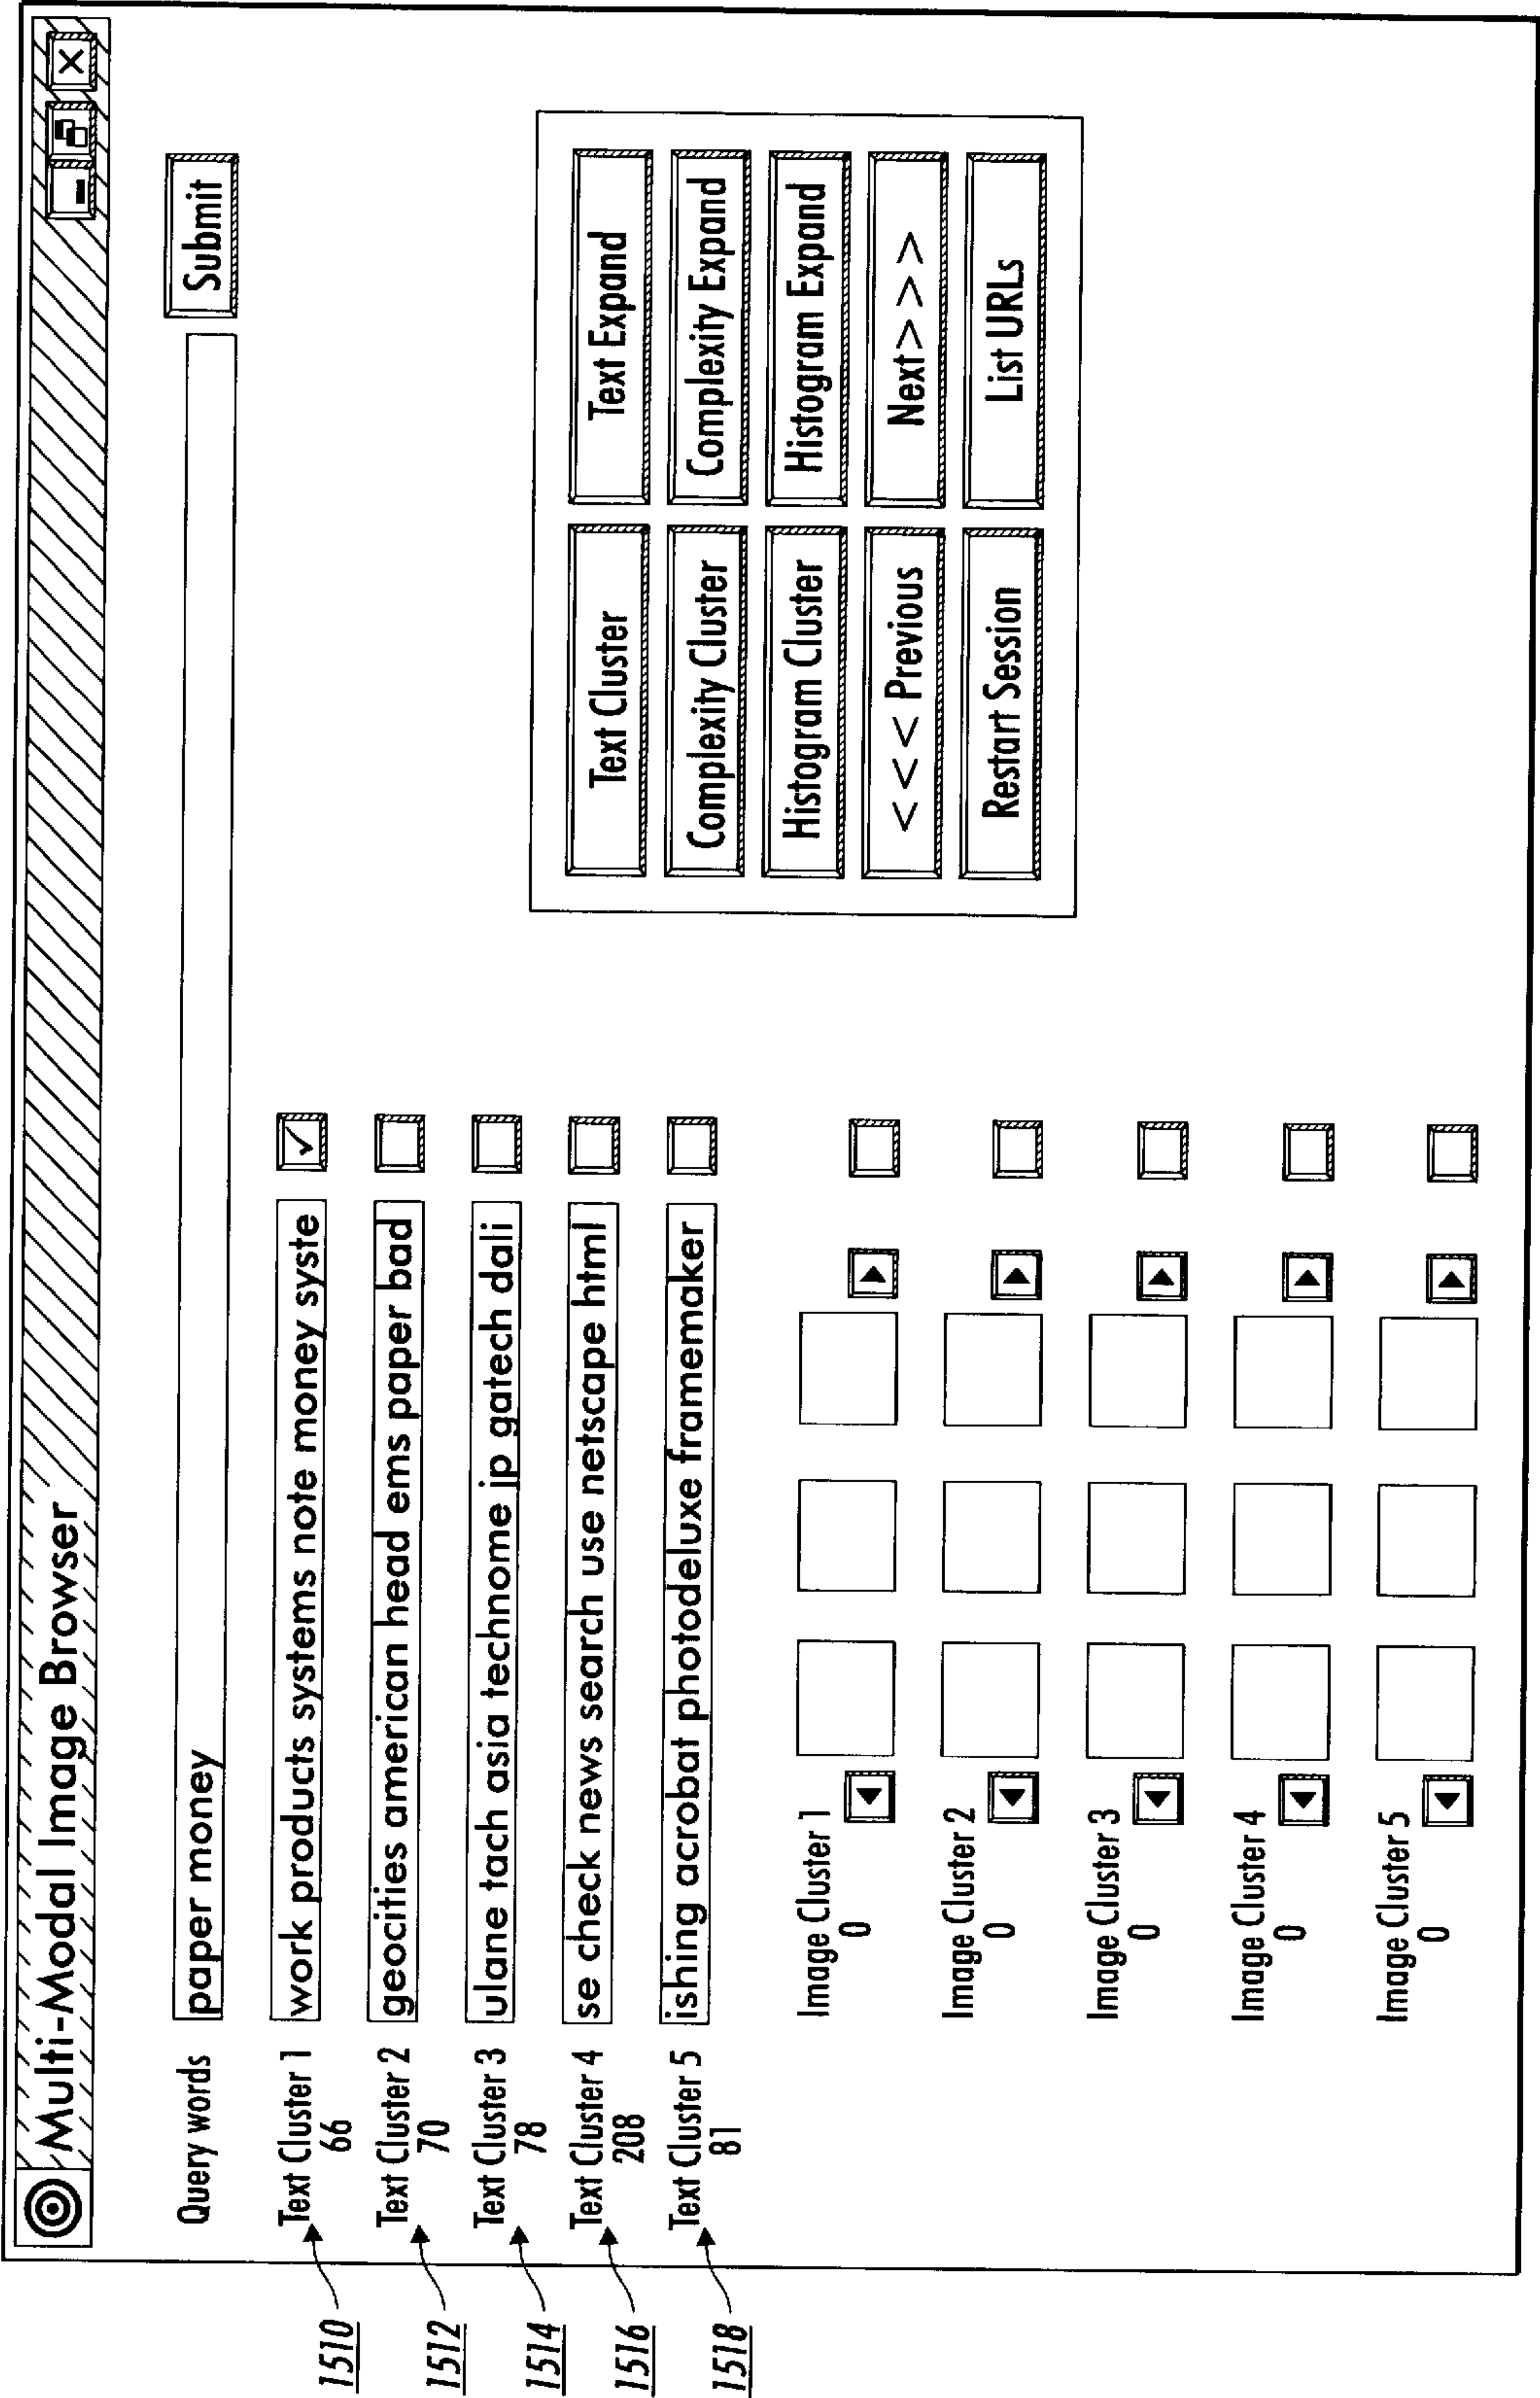 Multi-Modal Image Browser
Query words paper money Submit
1510 Text Cluster 1 work products systems note money syste
66
1512 Text Cluster 2 geocities american head ems paper bad
70
1514 Text Cluster 3 ulane tach asia technome jp gatech dali
78
1516 Text Cluster 4 se check news search use netscape html
208
1518 Text Cluster 5 ishing acrobat photodeluxe framemaker
81
Text Cluster Text Expand
Complexity Cluster Complexity Expand
Histogram Cluster Histogram Expand
<<< Previous Next>>>
Restart Session List URLs
Image Cluster 1
0
Image Cluster 2
0
Image Cluster 3
0
Image Cluster 4
0
Image Cluster 5
0